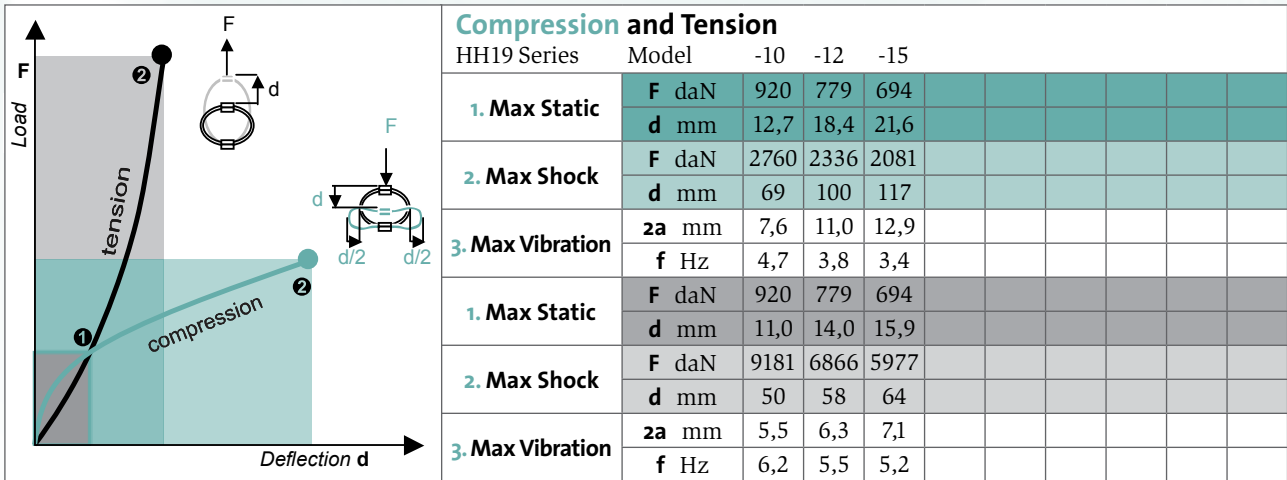 F
Load
F
❷
d
tension
F
d
d/2 d/2
❷
❶
compression
Deflection d
Compression and Tension
HH19 Series Model -10 -12 -15
1. Max Static F daN 920 779 694
d mm 12,7 18,4 21,6
2. Max Shock F daN 2760 2336 2081
d mm 69 100 117
3. Max Vibration 2a mm 7,6 11,0 12,9
f Hz 4,7 3,8 3,4
1. Max Static F daN 920 779 694
d mm 11,0 14,0 15,9
2. Max Shock F daN 9181 6866 5977
d mm 50 58 64
3. Max Vibration 2a mm 5,5 6,3 7,1
f Hz 6,2 5,5 5,2